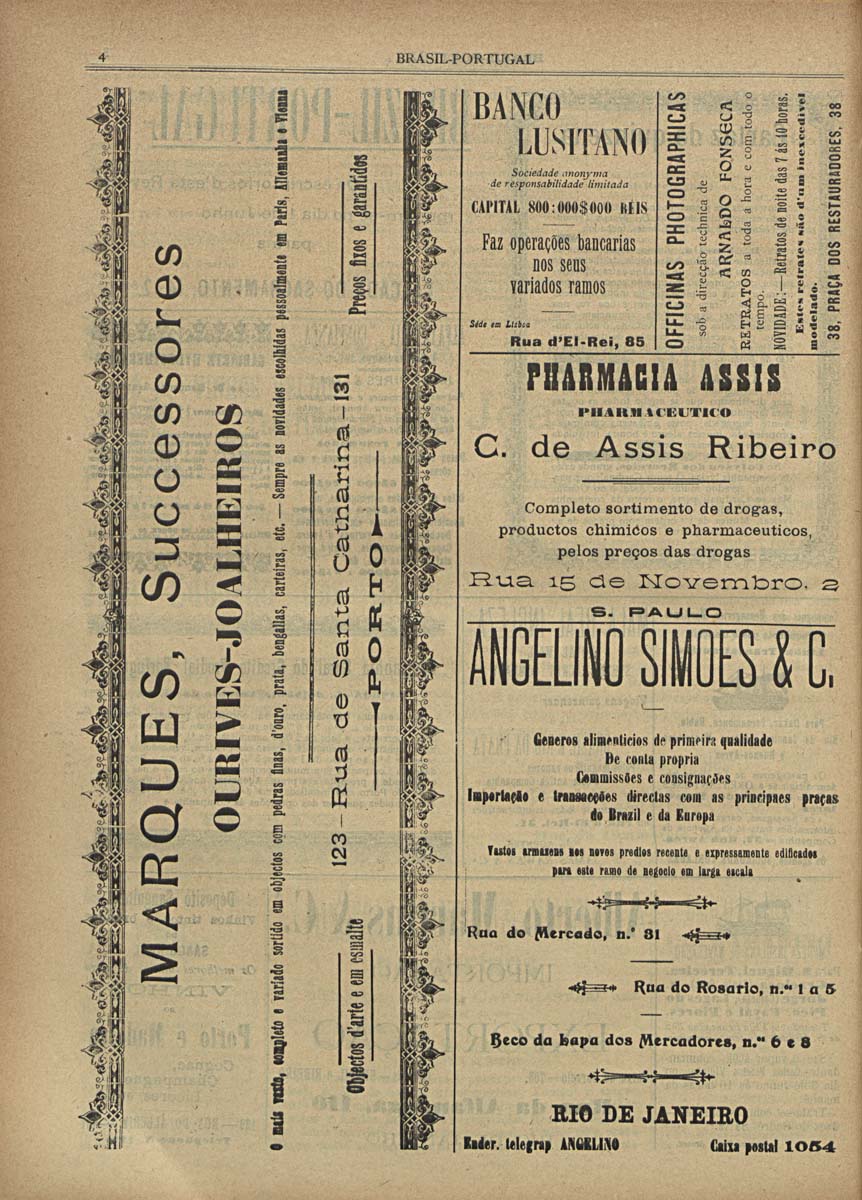 4
BRASIL-PORTUGAL
MARQUES, Successores
OURIVES-JOALHEIROS
O mais vasto, completo e variado sortido em objectos com pedras finas, d'ouro, prata, bengallas, carteiras, etc. — Sempre as novidades escolhidas pessoalmente em Paris, Allemanha e Vienna
Objectos d'arte e em esmalte
123—Rua de Santa Catharina—131
PORTO
Preços fixos e garantidos
BANCO
LUSITANO
Sociedade anonyma
de responsabilidade limitada
CAPITAL 800:000$000 RÉIS
Faz operações bancarias
nos seus
variados ramos
Séde em Lisboa
Rua d'El-Rei, 85
OFFICINAS PHOTOGRAPHICAS
sob a direcção technica de
ARNALDO FONSECA
RETRATOS a toda a hora e com todo o
tempo.
NOVIDADE:—Retratos de noite das 7 ás 10 horas.
Estes retratos são d'um inexcedivel
modelado.
38, PRAÇA DOS RESTAURADORES, 38
PHARMACIA ASSIS
PHARMACEUTICO
C. de Assis Ribeiro
Completo sortimento de drogas,
productos chimicos e pharmaceuticos,
pelos preços das drogas
Rua 15 de Novembro, 2
S. PAULO
ANGELINO SIMÕES & C.
Generos alimenticios de primeira qualidade
De conta propria
Commissões e consignações
Importação e transacções directas com as principaes praças
do Brazil e da Europa
Vastos armazens nos novos predios recente e expressamente edificados
para este ramo de negocio em larga escala
Rua do Mercado, n.º 31
Rua do Rosario, n.os 1 a 5
Beco da Lapa dos Mercadores, n.os 6 e 8
RIO DE JANEIRO
Ender. telegrap ANGELINO
Caixa postal 1054